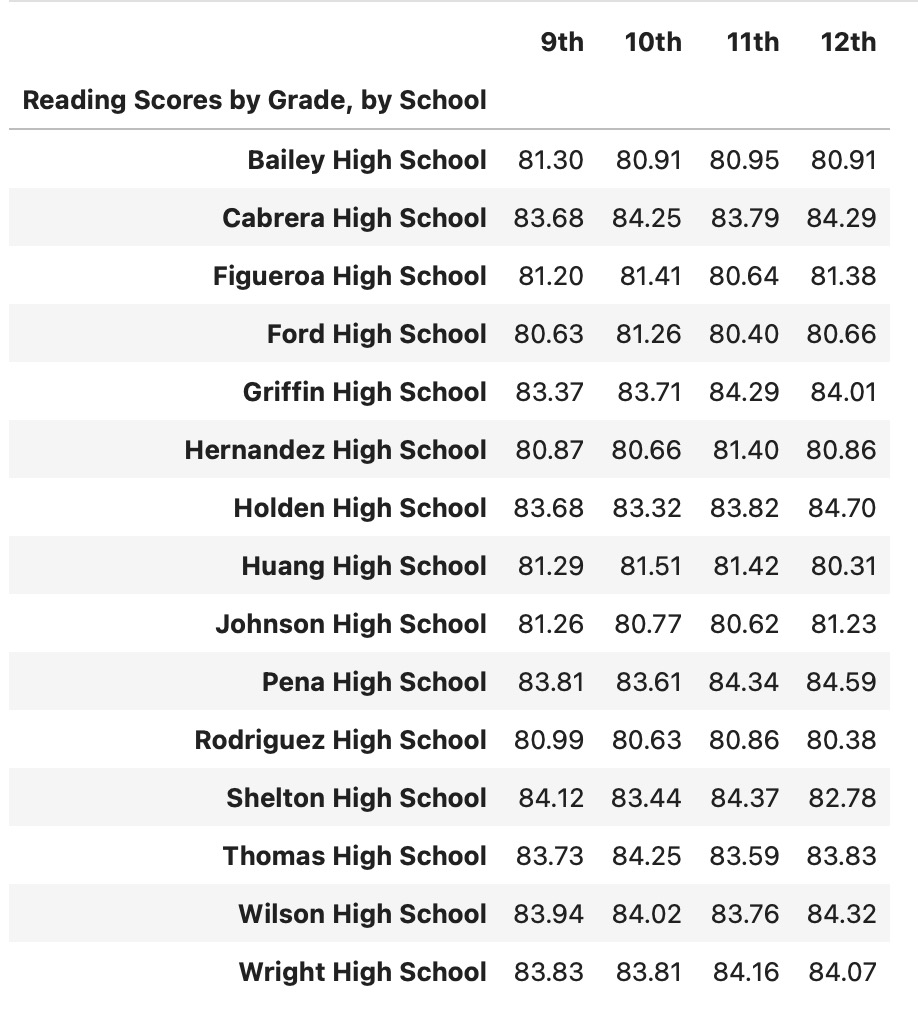 9th 10th 11th 12th
Reading Scores by Grade, by School
Bailey High School 81.30 80.91 80.95 80.91
Cabrera High School 83.68 84.25 83.79 84.29
Figueroa High School 81.20 81.41 80.64 81.38
Ford High School 80.63 81.26 80.40 80.66
Griffin High School 83.37 83.71 84.29 84.01
Hernandez High School 80.87 80.66 81.40 80.86
Holden High School 83.68 83.32 83.82 84.70
Huang High School 81.29 81.51 81.42 80.31
Johnson High School 81.26 80.77 80.62 81.23
Pena High School 83.81 83.61 84.34 84.59
Rodriguez High School 80.99 80.63 80.86 80.38
Shelton High School 84.12 83.44 84.37 82.78
Thomas High School 83.73 84.25 83.59 83.83
Wilson High School 83.94 84.02 83.76 84.32
Wright High School 83.83 83.81 84.16 84.07